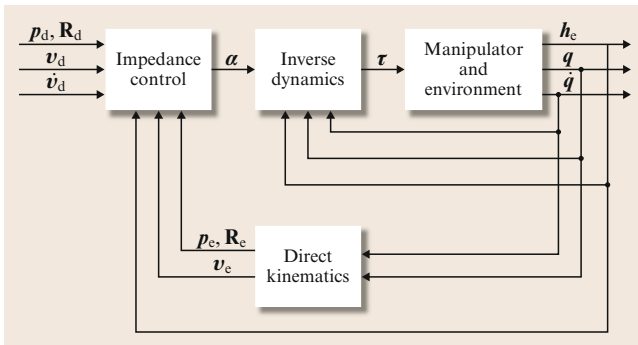 p_d, R_d
v_d
v̇_d
Impedance
control
α
Inverse
dynamics
τ
Manipulator
and
environment
h_e
q
q̇
p_e, R_e
v_e
Direct
kinematics